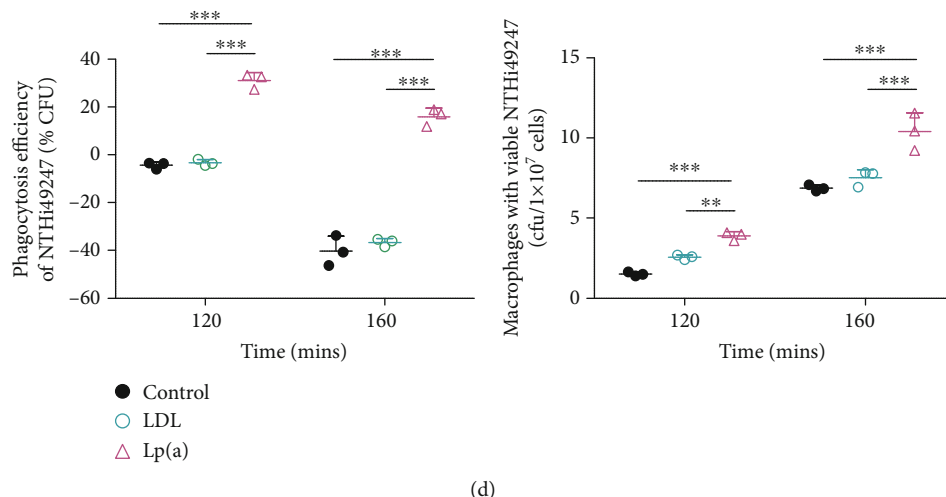 Phagocytosis efficiency
of NTHi49247 (% CFU)
40
20
0
–20
–40
–60
***
***
***
***
120
160
Time (mins)
Macrophages with viable NTHi49247
(cfu/1×10⁷ cells)
15
10
5
0
***
**
***
***
120
160
Time (mins)
Control
LDL
Lp(a)
(d)